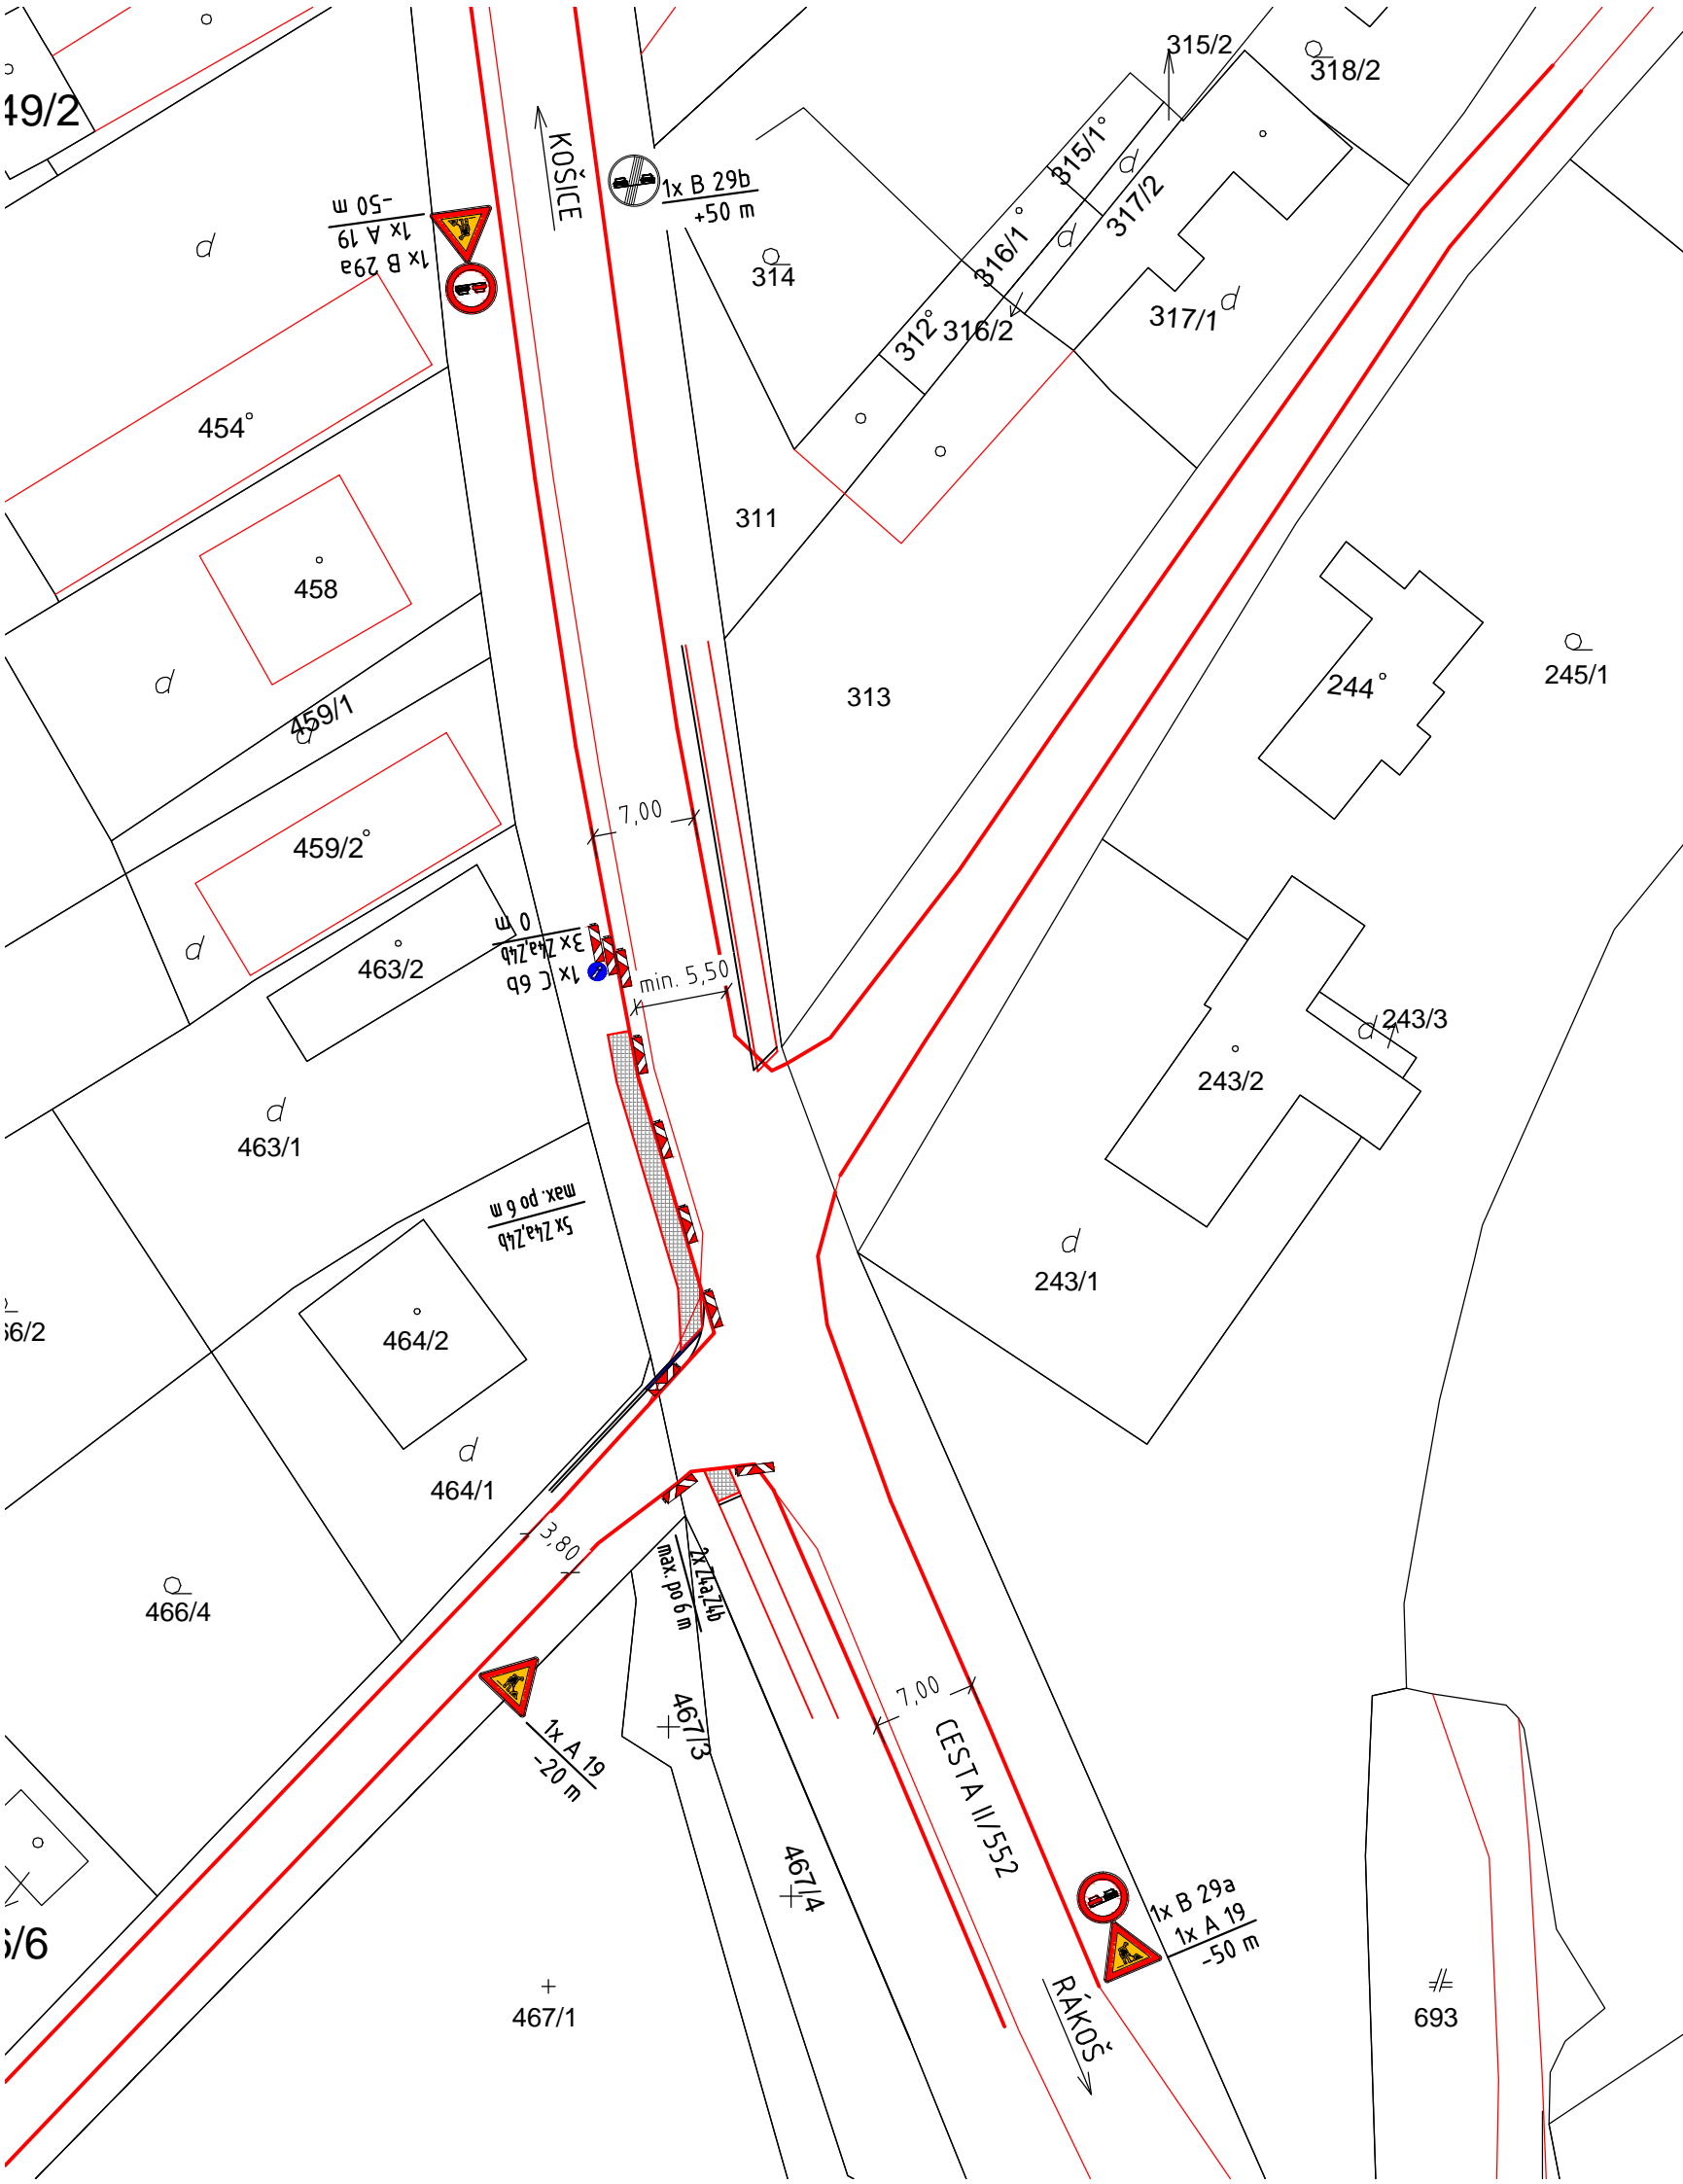 315/2
318/2
49/2
KOŠICE
315/1
1x B 29b
+50 m
317/2
1x B 29a
1x A 19
-50 m
316/1
314
317/1
312
316/2
454
311
458
245/1
244
313
459/1
7,00
459/2
463/2
1x C 6b
3x Z4a,Z4b
0 m
min. 5,50
243/3
243/2
463/1
5x Z4a,Z4b
max. po 6 m
243/1
66/2
464/2
464/1
3,80
2x Z4a,Z4b
max. po 6 m
466/4
7,00
467/3
1x A 19
-20 m
CESTA II/552
467/4
1x B 29a
1x A 19
-50 m
6/6
RÁKOŠ
467/1
693